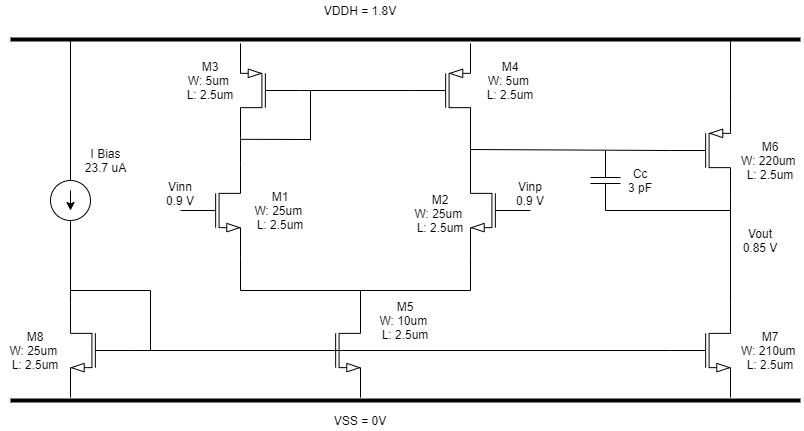 VDDH = 1.8V
M3
W: 5um
L: 2.5um
M4
W: 5um
L: 2.5um
I Bias
23.7 uA
Vinn
0.9 V
M1
W: 25um
L: 2.5um
M2
W: 25um
L: 2.5um
Vinp
0.9 V
Cc
3 pF
M6
W: 220um
L: 2.5um
Vout
0.85 V
M8
W: 25um
L: 2.5um
M5
W: 10um
L: 2.5um
M7
W: 210um
L: 2.5um
VSS = 0V